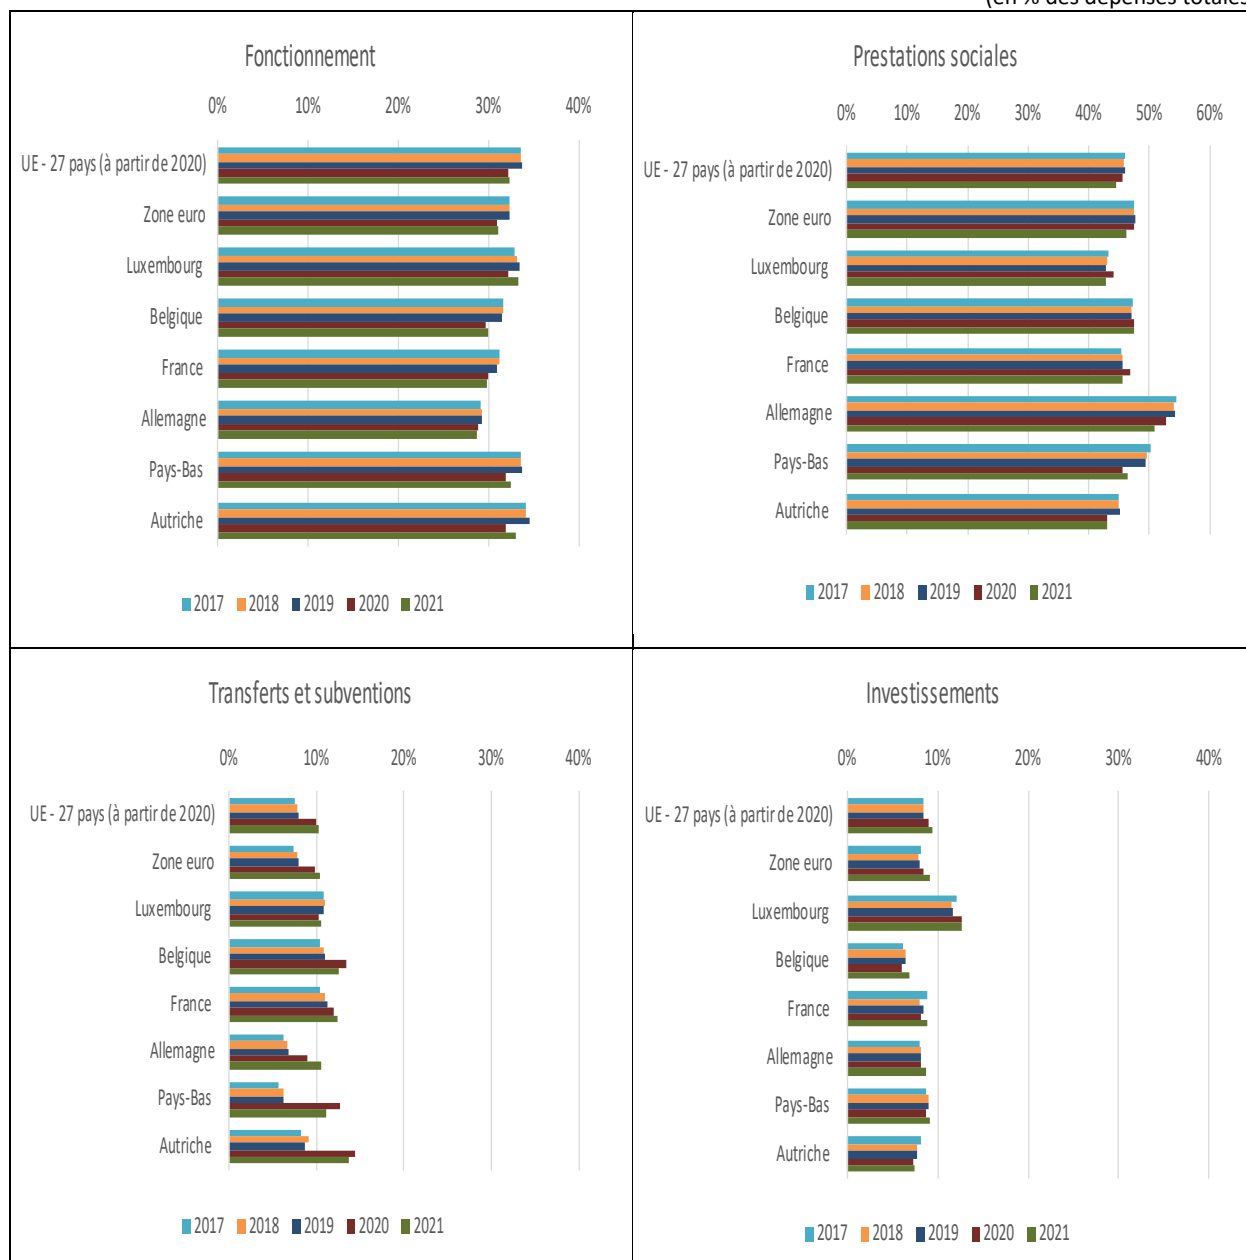 (en % des dépenses totales
Fonctionnement
0% 10% 20% 30% 40%
UE - 27 pays (à partir de 2020)
Zone euro
Luxembourg
Belgique
France
Allemagne
Pays-Bas
Autriche
2017 2018 2019 2020 2021
Prestations sociales
0% 10% 20% 30% 40% 50% 60%
UE - 27 pays (à partir de 2020)
Zone euro
Luxembourg
Belgique
France
Allemagne
Pays-Bas
Autriche
2017 2018 2019 2020 2021
Transferts et subventions
0% 10% 20% 30% 40%
UE - 27 pays (à partir de 2020)
Zone euro
Luxembourg
Belgique
France
Allemagne
Pays-Bas
Autriche
2017 2018 2019 2020 2021
Investissements
0% 10% 20% 30% 40%
UE - 27 pays (à partir de 2020)
Zone euro
Luxembourg
Belgique
France
Allemagne
Pays-Bas
Autriche
2017 2018 2019 2020 2021